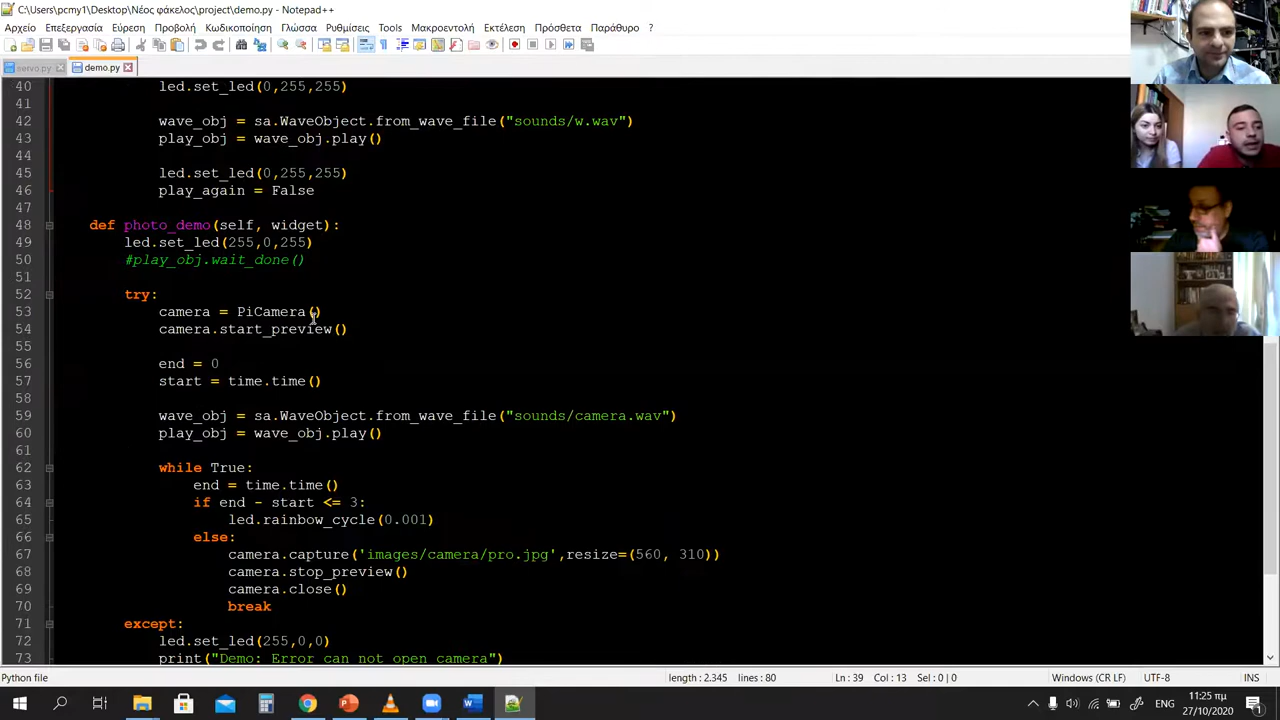 C:\Users\pcmy1\Desktop\Νέος φάκελος\project\demo.py - Notepad++
Αρχείο Επεξεργασία Εύρεση Προβολή Κωδικοποίηση Γλώσσα Ρυθμίσεις Tools Μακροεντολή Εκτέλεση Πρόσθετα Παράθυρο ?
servo.py demo.py
40 led.set_led(0,255,255)
41
42 wave_obj = sa.WaveObject.from_wave_file("sounds/w.wav")
43 play_obj = wave_obj.play()
44
45 led.set_led(0,255,255)
46 play_again = False
47
48 def photo_demo(self, widget):
49 led.set_led(255,0,255)
50 #play_obj.wait_done()
51
52 try:
53 camera = PiCamera()
54 camera.start_preview()
55
56 end = 0
57 start = time.time()
58
59 wave_obj = sa.WaveObject.from_wave_file("sounds/camera.wav")
60 play_obj = wave_obj.play()
61
62 while True:
63 end = time.time()
64 if end - start <= 3:
65 led.rainbow_cycle(0.001)
66 else:
67 camera.capture('images/camera/pro.jpg',resize=(560, 310))
68 camera.stop_preview()
69 camera.close()
70 break
71 except:
72 led.set_led(255,0,0)
73 print("Demo: Error can not open camera")
Python file length : 2.345 lines : 80 Ln : 39 Col : 13 Sel : 0 | 0 Windows (CR LF) UTF-8 INS
ENG 11:25 πμ
27/10/2020